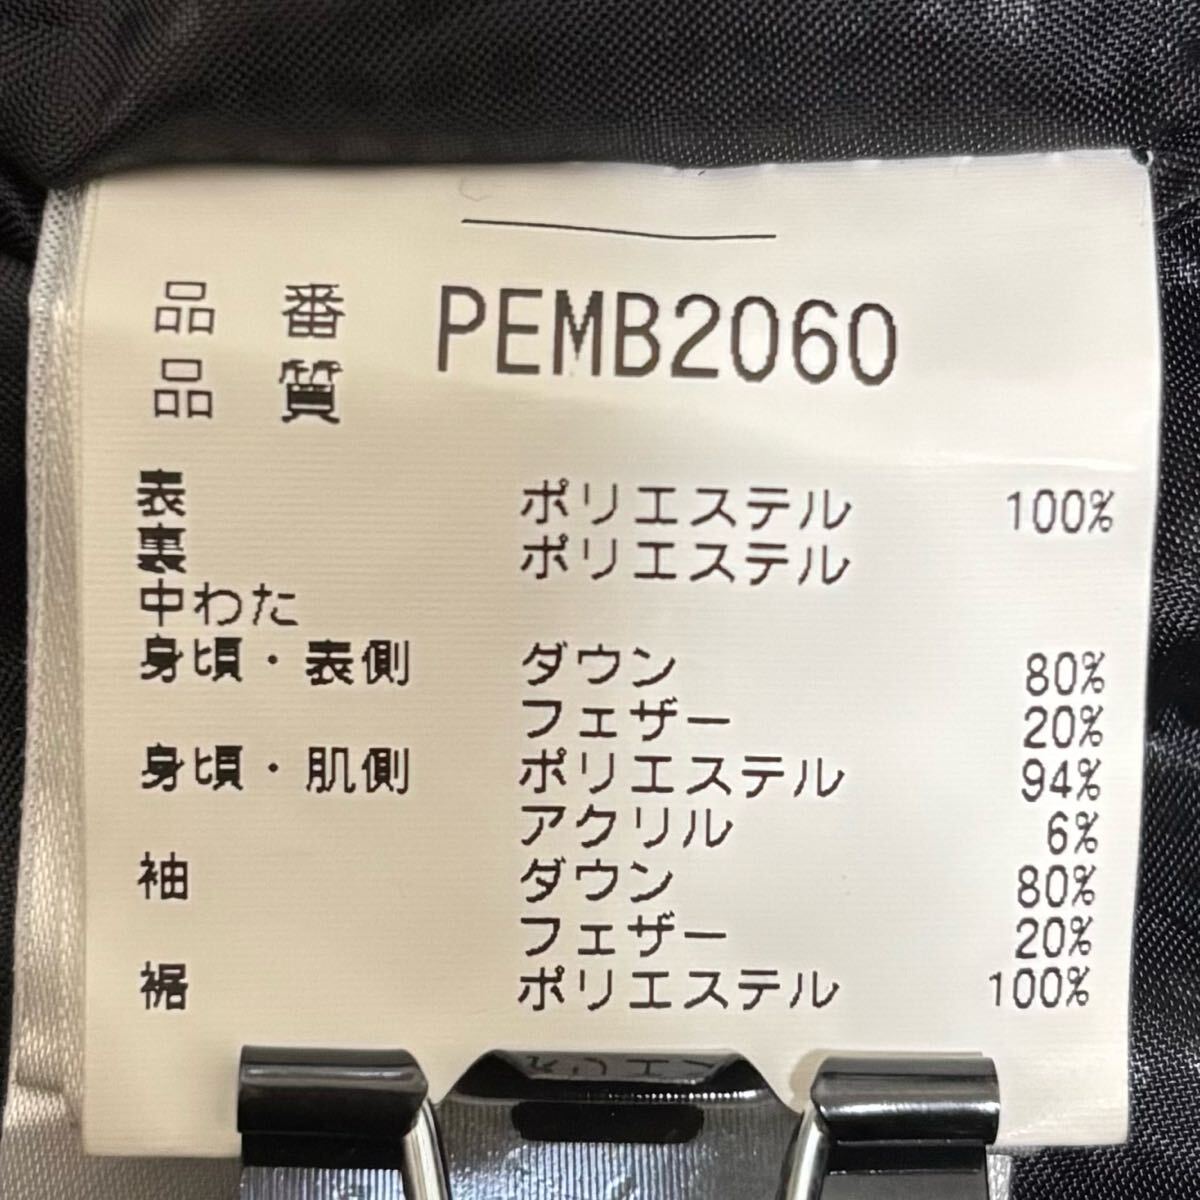 品 番 PEMB2060
品 質
表 ポリエステル 100%
裏 ポリエステル
中わた
身頃・表側 ダウン 80%
フェザー 20%
身頃・肌側 ポリエステル 94%
アクリル 6%
袖 ダウン 80%
フェザー 20%
裾 ポリエステル 100%